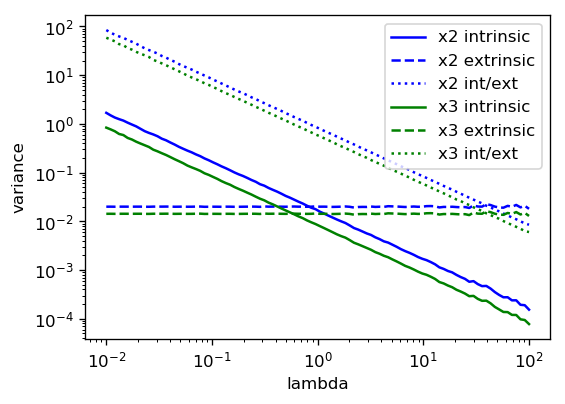 10²
10¹
10⁰
10⁻¹
10⁻²
10⁻³
10⁻⁴
variance
x2 intrinsic
x2 extrinsic
x2 int/ext
x3 intrinsic
x3 extrinsic
x3 int/ext
10⁻² 10⁻¹ 10⁰ 10¹ 10²
lambda